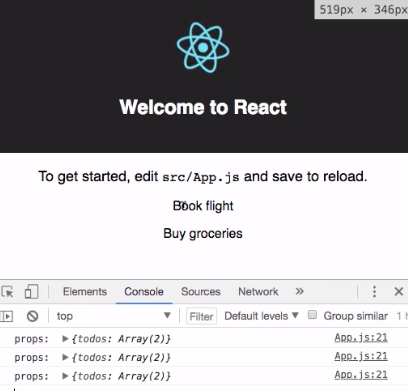 519px × 346px
Welcome to React
To get started, edit src/App.js and save to reload.
Book flight
Buy groceries
Elements Console Sources Network »
top Filter Default levels Group similar 1
props: {todos: Array(2)} App.js:21
props: {todos: Array(2)} App.js:21
props: {todos: Array(2)} App.js:21